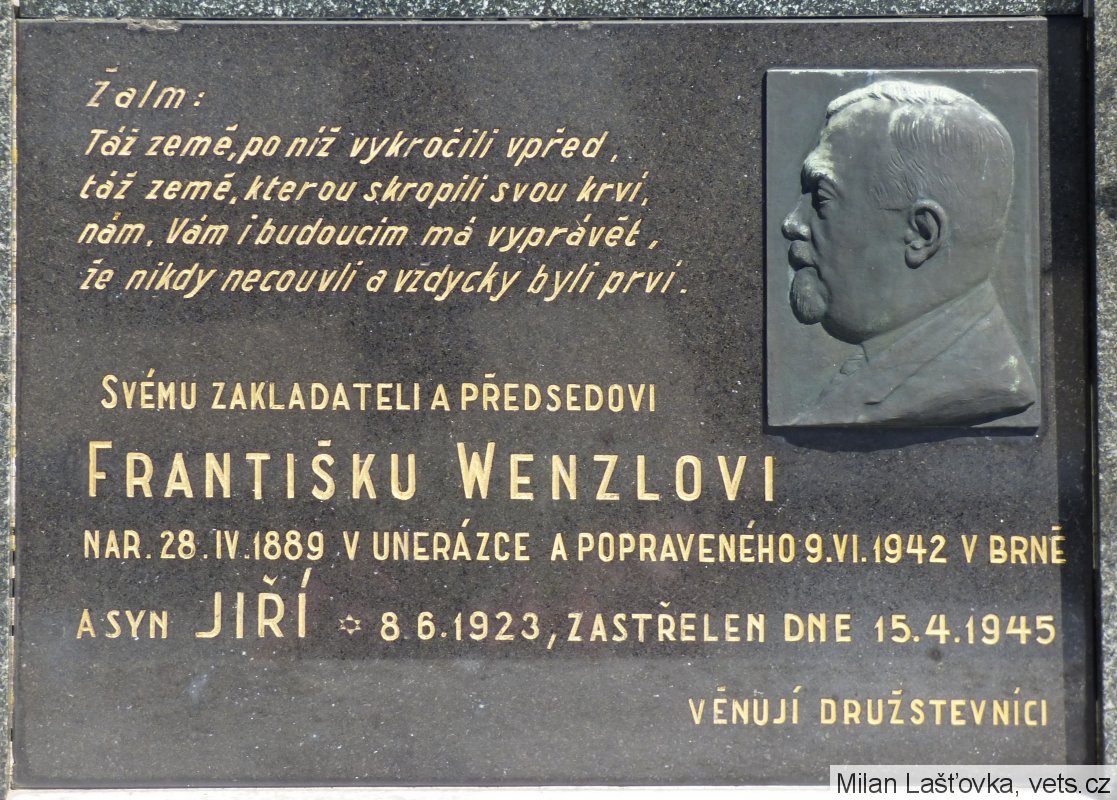 Žalm:
Táž země, po níž vykročili vpřed,
táž země, kterou skropili svou krví,
nám, Vám i budoucím má vyprávět,
že nikdy necouvli a vždycky byli prví.
SVÉMU ZAKLADATELI A PŘEDSEDOVI
FRANTIŠKU WENZLOVI
NAR. 28. IV. 1889 V UNERÁZCE A POPRAVENÉHO 9. VI. 1942 V BRNĚ
A SYN JIŘÍ ✡ 8.6.1923, ZASTŘELEN DNE 15.4.1945
VĚNUJÍ DRUŽSTEVNÍCI
Milan Lašťovka, vets.cz